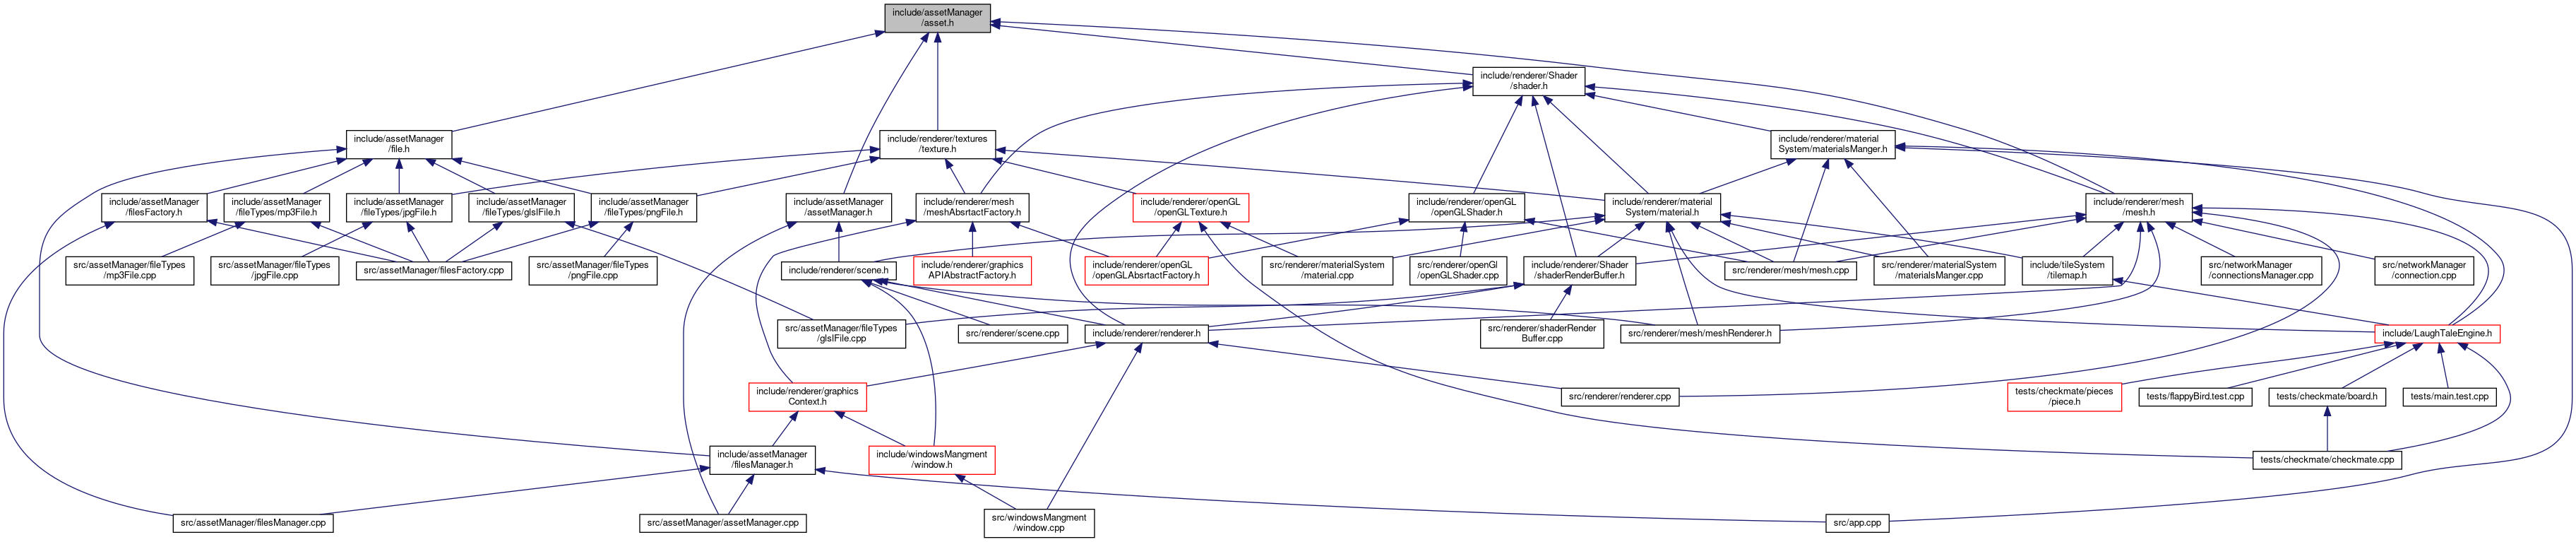 include/assetManager
/asset.h
include/renderer/Shader
/shader.h
include/assetManager
/file.h
include/renderer/textures
/texture.h
include/renderer/material
System/materialsManger.h
include/assetManager
/filesFactory.h
include/assetManager
/fileTypes/mp3File.h
include/assetManager
/fileTypes/jpgFile.h
include/assetManager
/fileTypes/glslFile.h
include/assetManager
/fileTypes/pngFile.h
include/assetManager
/assetManager.h
include/renderer/mesh
/meshAbsrtactFactory.h
include/renderer/openGL
/openGLTexture.h
include/renderer/openGL
/openGLShader.h
include/renderer/material
System/material.h
include/renderer/mesh
/mesh.h
src/assetManager/fileTypes
/mp3File.cpp
src/assetManager/fileTypes
/jpgFile.cpp
src/assetManager/filesFactory.cpp
src/assetManager/fileTypes
/pngFile.cpp
include/renderer/scene.h
include/renderer/graphics
APIAbstractFactory.h
include/renderer/openGL
/openGLAbsrtactFactory.h
src/renderer/materialSystem
/material.cpp
src/renderer/openGl
/openGLShader.cpp
include/renderer/Shader
/shaderRenderBuffer.h
src/renderer/mesh/mesh.cpp
src/renderer/materialSystem
/materialsManger.cpp
include/tileSystem
/tilemap.h
src/networkManager
/connectionsManager.cpp
src/networkManager
/connection.cpp
src/assetManager/fileTypes
/glslFile.cpp
src/renderer/scene.cpp
include/renderer/renderer.h
src/renderer/shaderRender
Buffer.cpp
src/renderer/mesh/meshRenderer.h
include/LaughTaleEngine.h
include/renderer/graphics
Context.h
src/renderer/renderer.cpp
tests/checkmate/pieces
/piece.h
tests/flappyBird.test.cpp
tests/checkmate/board.h
tests/main.test.cpp
include/assetManager
/filesManager.h
include/windowsMangment
/window.h
tests/checkmate/checkmate.cpp
src/assetManager/filesManager.cpp
src/assetManager/assetManager.cpp
src/windowsMangment
/window.cpp
src/app.cpp